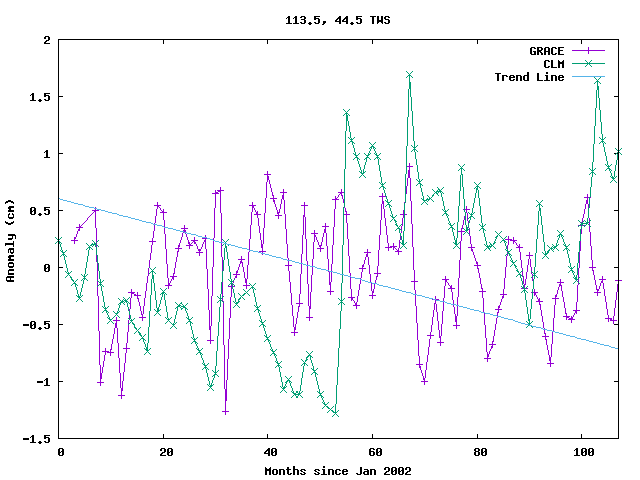 113.5, 44.5 TWS
GRACE
CLM
Trend Line
2
1.5
1
0.5
0
-0.5
-1
-1.5
Anomaly (cm)
0 20 40 60 80 100
Months since Jan 2002